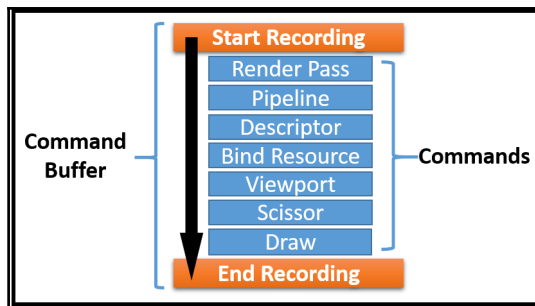 Start Recording
Render Pass
Pipeline
Descriptor
Bind Resource
Viewport
Scissor
Draw
End Recording
Command
Buffer
Commands